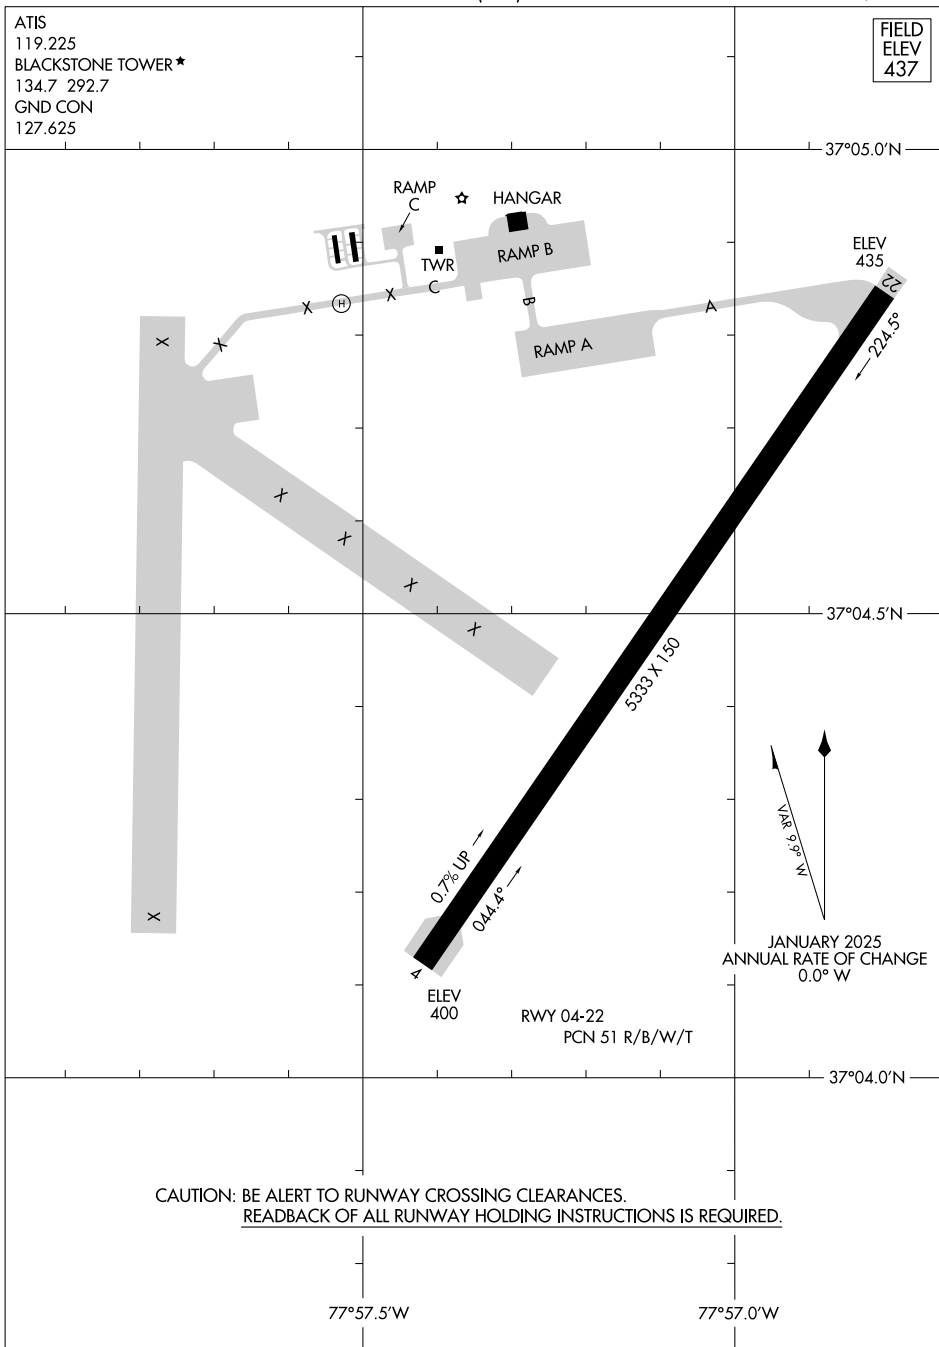 ATIS
119.225
BLACKSTONE TOWER★
134.7 292.7
GND CON
127.625
FIELD
ELEV
437
37°05.0'N
RAMP
C
HANGAR
RAMP B
TWR
ELEV
435
22
X
H
X
C
B
A
RAMP A
224.5°
X
X
X
X
X
X
37°04.5'N
5333 X 150
VAR 9.9° W
0.7% UP
044.4°
X
4
ELEV
400
JANUARY 2025
ANNUAL RATE OF CHANGE
0.0° W
RWY 04-22
PCN 51 R/B/W/T
37°04.0'N
CAUTION: BE ALERT TO RUNWAY CROSSING CLEARANCES.
READBACK OF ALL RUNWAY HOLDING INSTRUCTIONS IS REQUIRED.
77°57.5'W
77°57.0'W